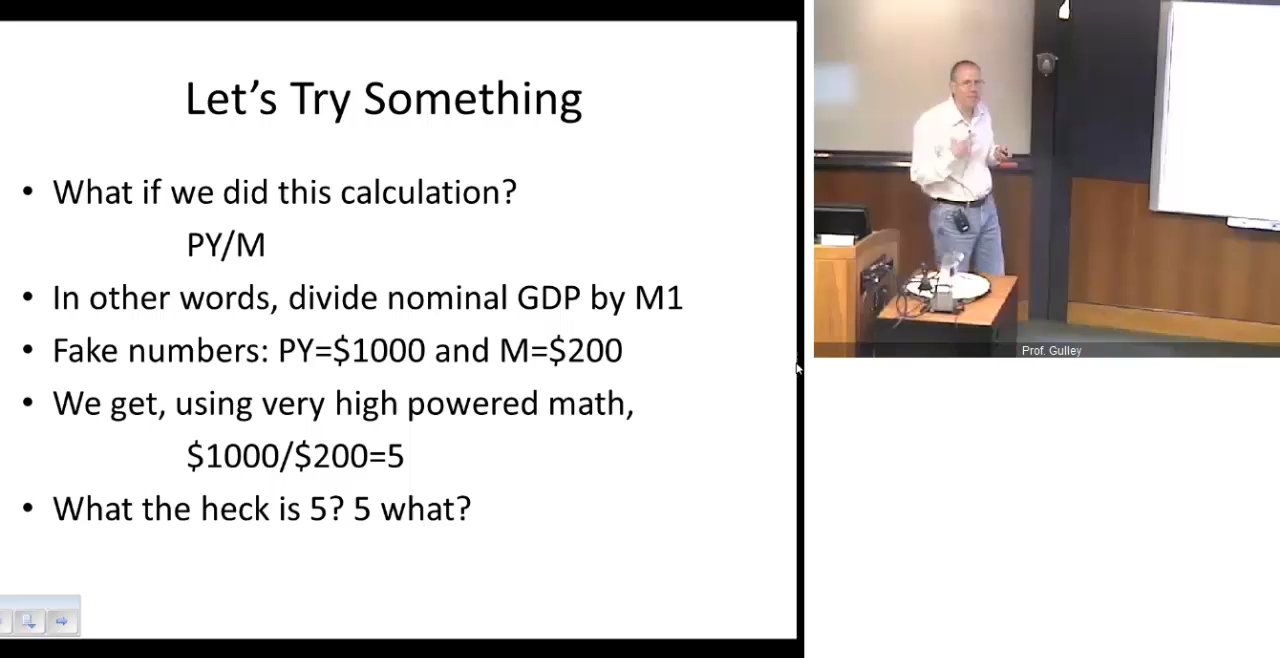 Let's Try Something
• What if we did this calculation?
PY/M
• In other words, divide nominal GDP by M1
• Fake numbers: PY=$1000 and M=$200
• We get, using very high powered math,
$1000/$200=5
• What the heck is 5? 5 what?
Prof. Gulley